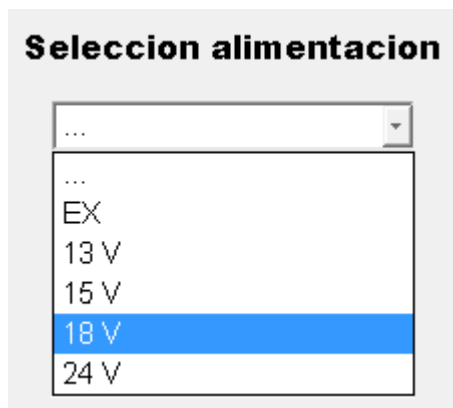 Seleccion alimentacion
...
...
EX
13 V
15 V
18 V
24 V